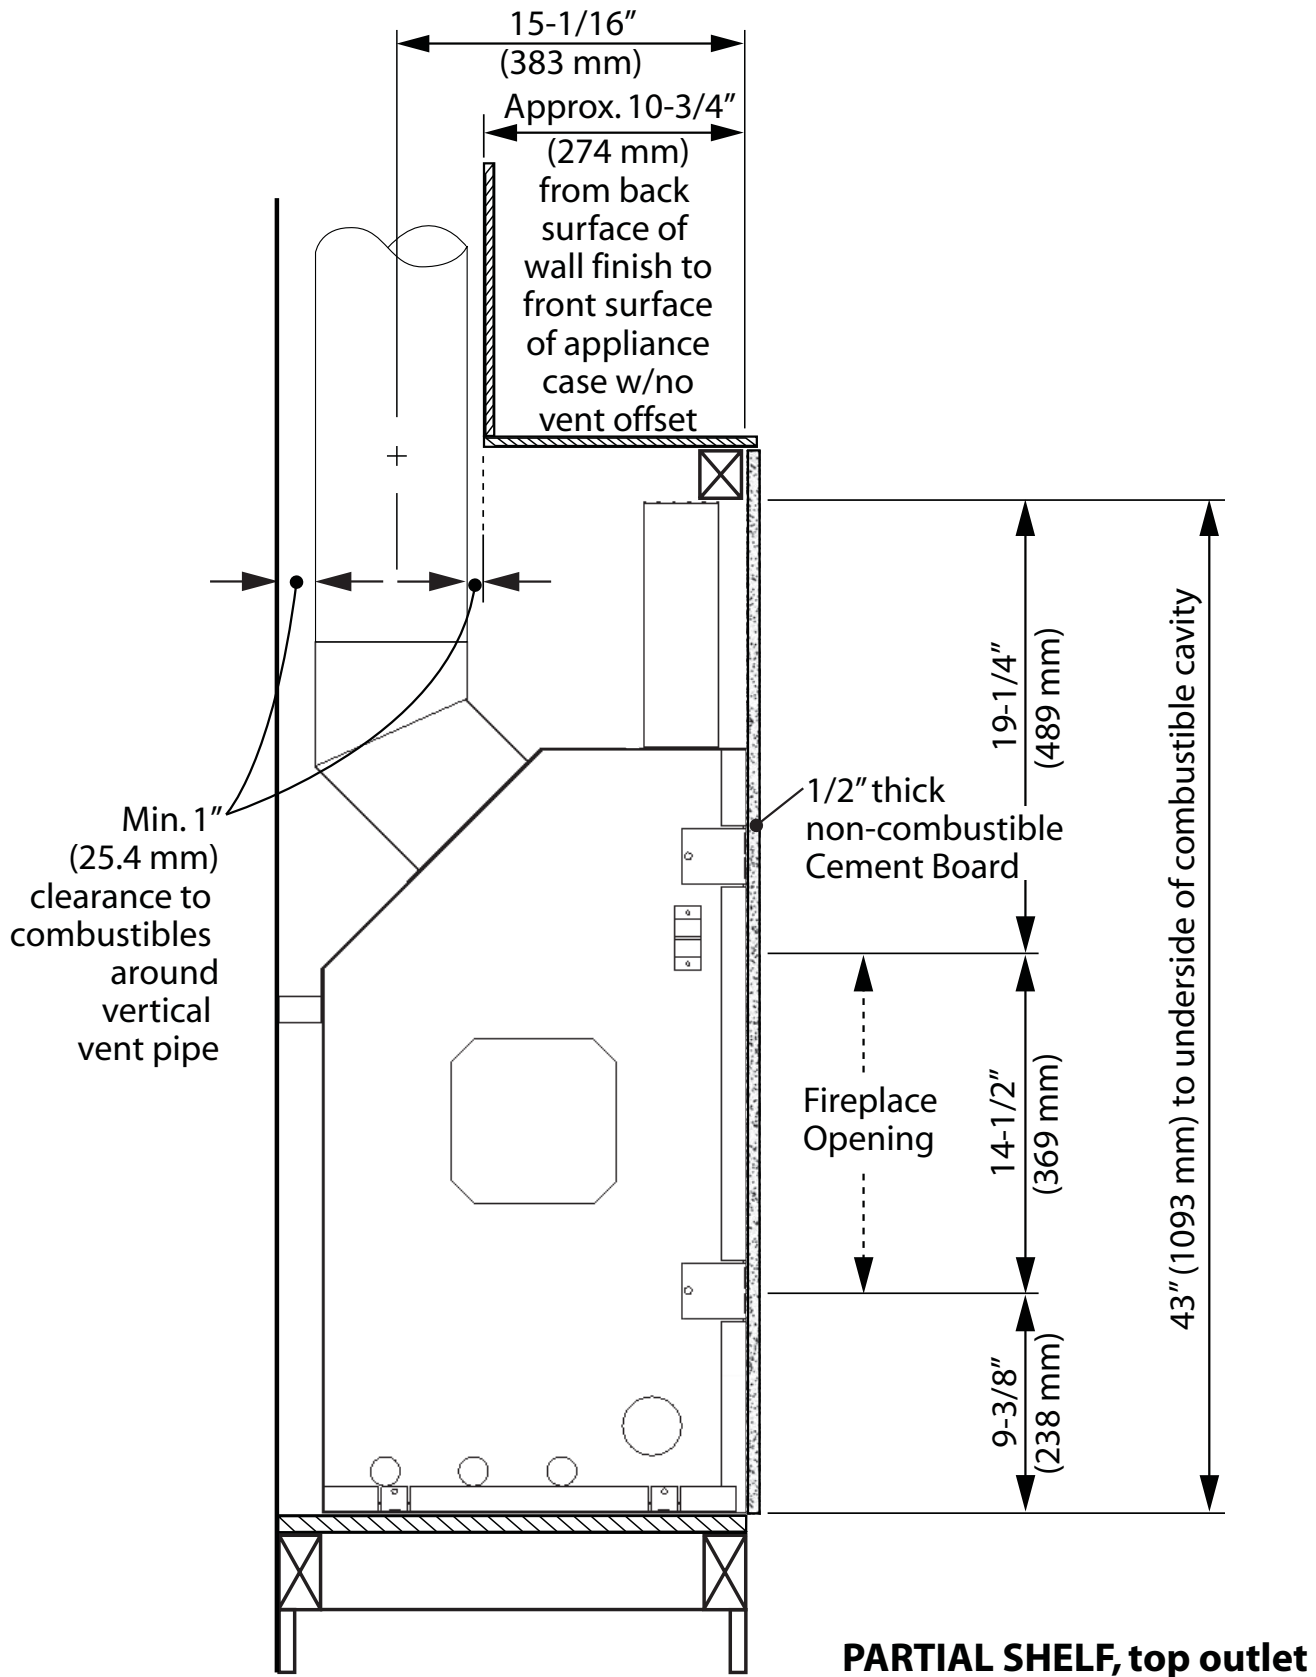 15-1/16”
(383 mm)
Approx. 10-3/4”
(274 mm)
from back
surface of
wall finish to
front surface
of appliance
case w/no
vent offset
Min. 1”
(25.4 mm)
clearance to
combustibles
around
vertical
vent pipe
1/2” thick
non-combustible
Cement Board
19-1/4”
(489 mm)
Fireplace
Opening
14-1/2”
(369 mm)
9-3/8”
(238 mm)
43” (1093 mm) to underside of combustible cavity
PARTIAL SHELF, top outlet